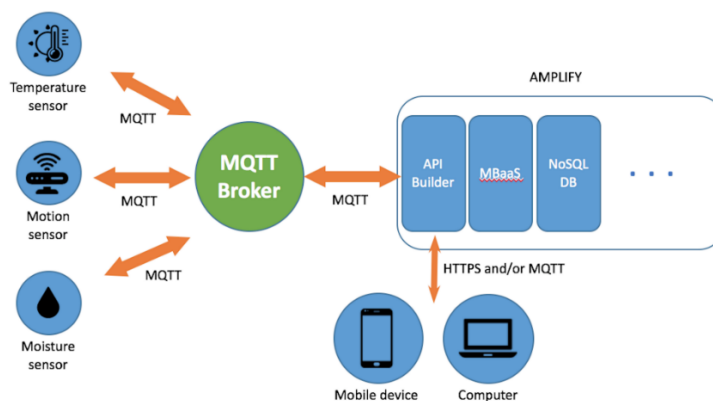 Temperature
sensor
MQTT
Motion
sensor
MQTT
Moisture
sensor
MQTT
MQTT
Broker
MQTT
AMPLIFY
API
Builder
MBaaS
NoSQL
DB
. . .
HTTPS and/or MQTT
Mobile device
Computer